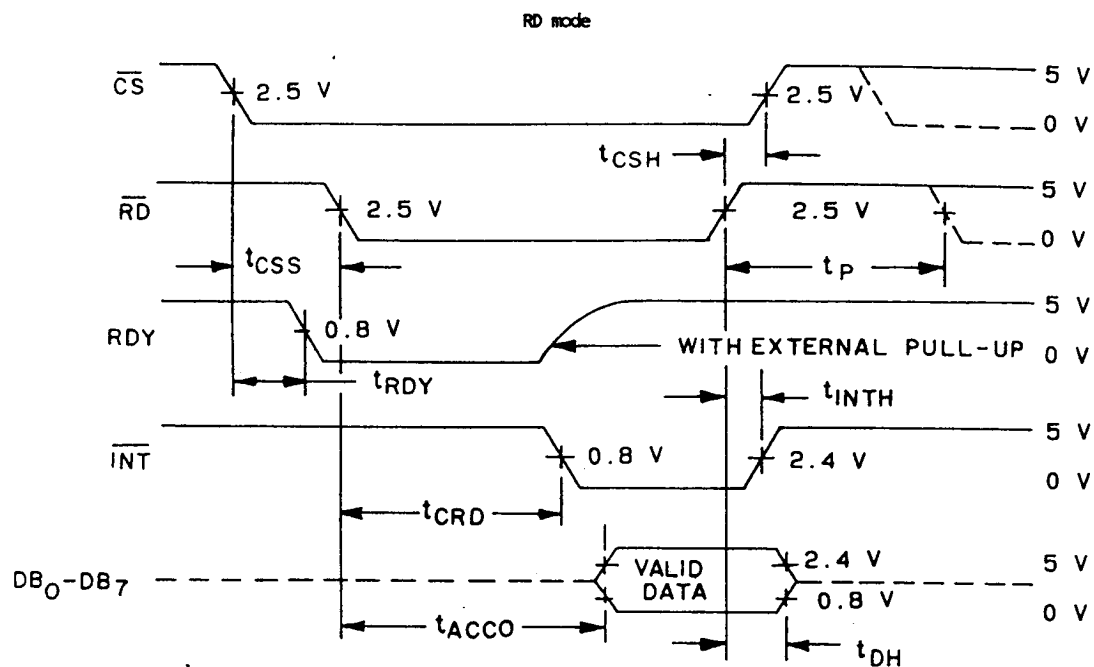 RD mode
CS 2.5 V 2.5 V 5 V
0 V
tCSH
RD 2.5 V 2.5 V 5 V
0 V
tCSS tP
RDY 0.8 V 5 V
WITH EXTERNAL PULL-UP 0 V
tRDY tINTH
INT 0.8 V 2.4 V 5 V
0 V
tCRD
DB0-DB7 VALID DATA 2.4 V 5 V
0.8 V 0 V
tACCO tDH